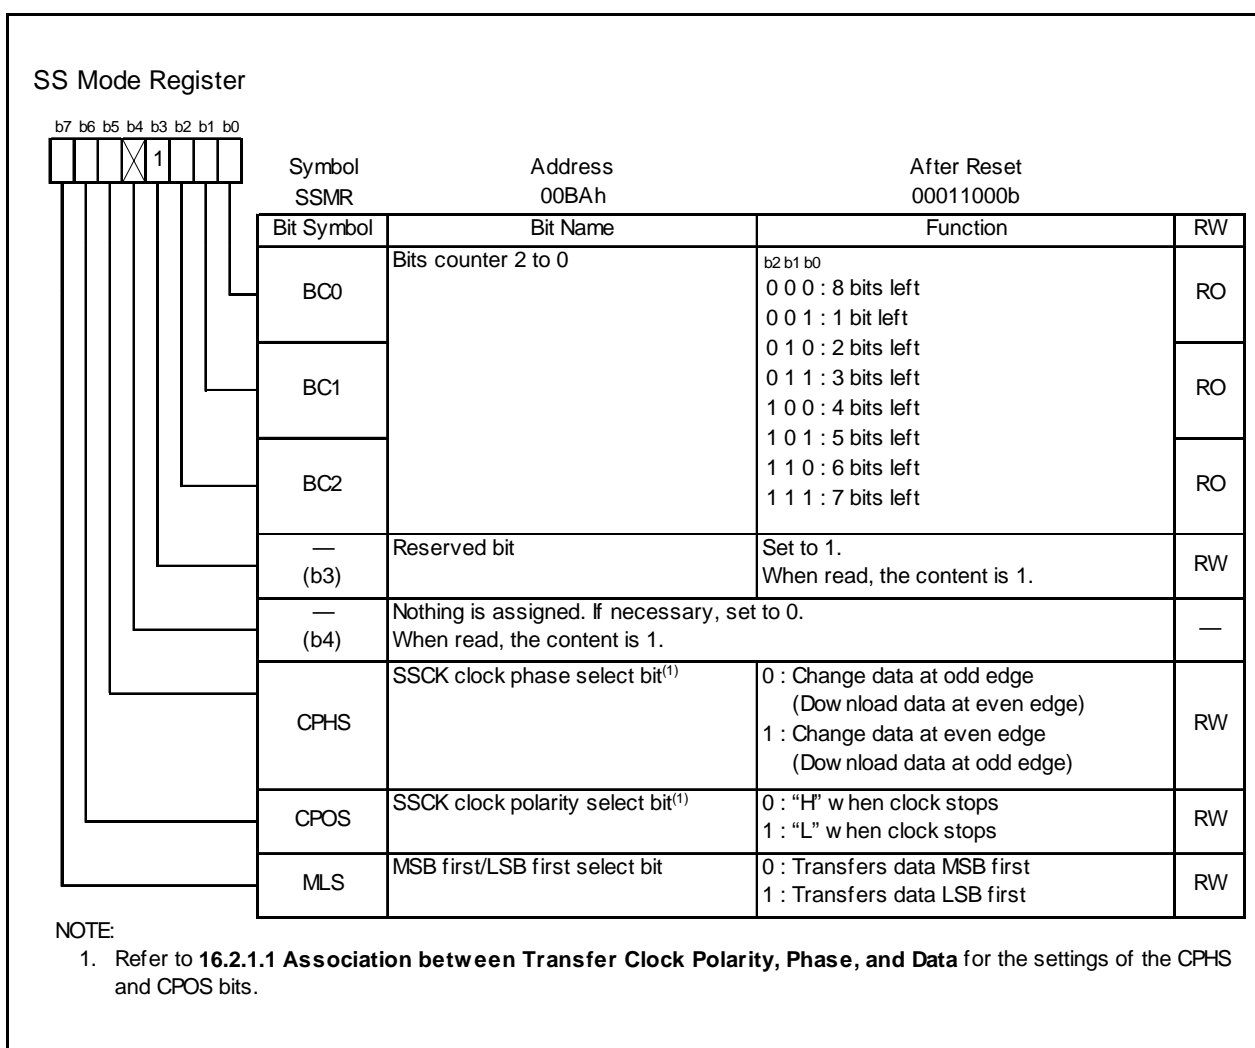 SS Mode Register
b7 b6 b5 b4 b3 b2 b1 b0
1
Symbol Address After Reset
SSMR 00BAh 00011000b
Bit Symbol Bit Name Function RW
BC0 Bits counter 2 to 0 b2 b1 b0
0 0 0 : 8 bits left RO
0 0 1 : 1 bit left
0 1 0 : 2 bits left
BC1 0 1 1 : 3 bits left RO
1 0 0 : 4 bits left
1 0 1 : 5 bits left
BC2 1 1 0 : 6 bits left RO
1 1 1 : 7 bits left
— Reserved bit Set to 1. RW
(b3) When read, the content is 1.
— Nothing is assigned. If necessary, set to 0. —
(b4) When read, the content is 1.
CPHS SSCK clock phase select bit(1) 0 : Change data at odd edge RW
(Download data at even edge)
1 : Change data at even edge
(Download data at odd edge)
CPOS SSCK clock polarity select bit(1) 0 : “H” when clock stops RW
1 : “L” when clock stops
MLS MSB first/LSB first select bit 0 : Transfers data MSB first RW
1 : Transfers data LSB first
NOTE:
1. Refer to 16.2.1.1 Association between Transfer Clock Polarity, Phase, and Data for the settings of the CPHS
and CPOS bits.